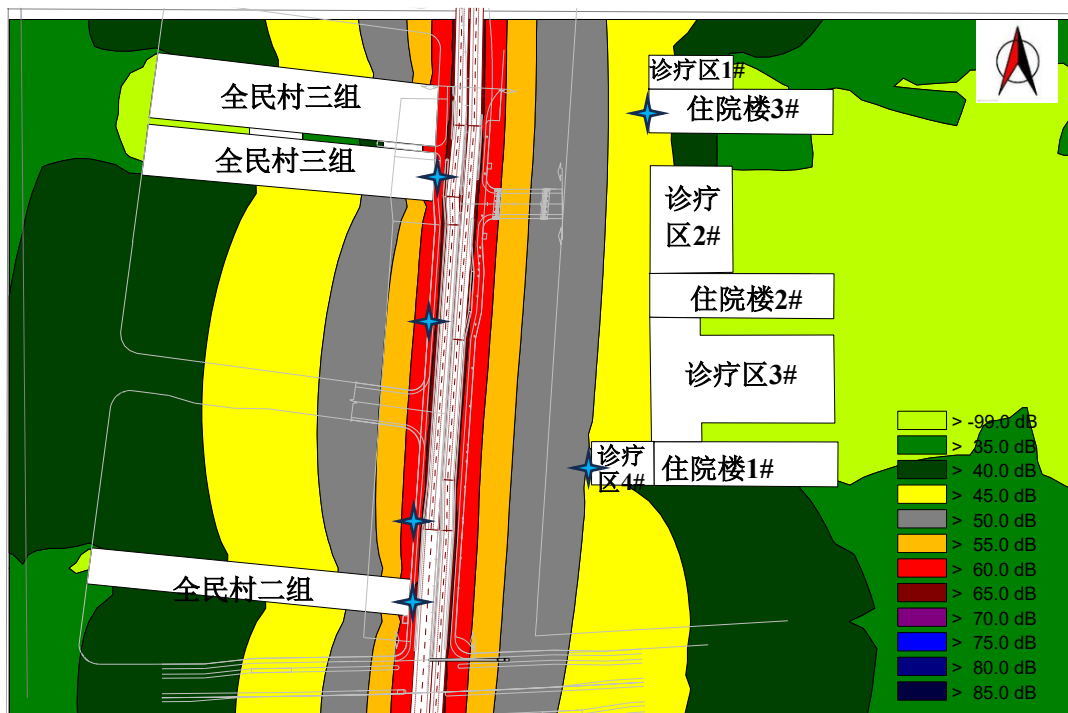 诊疗区1#
全民村三组
住院楼3#
全民村三组
诊疗
区2#
住院楼2#
诊疗区3#
诊疗
区4#
住院楼1#
全民村二组
> -99.0 dB
> 35.0 dB
> 40.0 dB
> 45.0 dB
> 50.0 dB
> 55.0 dB
> 60.0 dB
> 65.0 dB
> 70.0 dB
> 75.0 dB
> 80.0 dB
> 85.0 dB